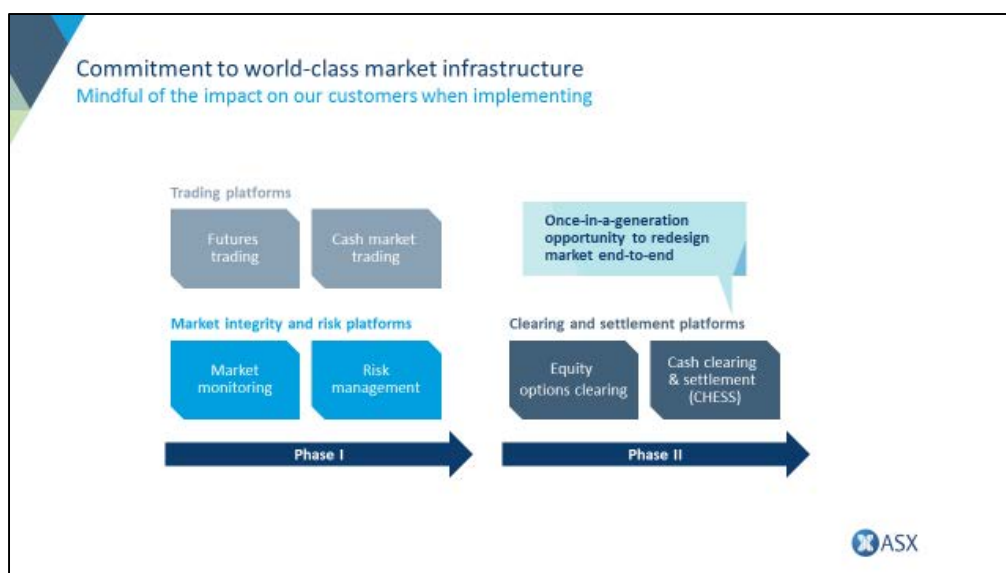 Commitment to world-class market infrastructure
Mindful of the impact on our customers when implementing
Trading platforms
Futures
trading
Cash market
trading
Once-in-a-generation
opportunity to redesign
market end-to-end
Market integrity and risk platforms
Market
monitoring
Risk
management
Clearing and settlement platforms
Equity
options clearing
Cash clearing
& settlement
(CHESS)
Phase I
Phase II
ASX